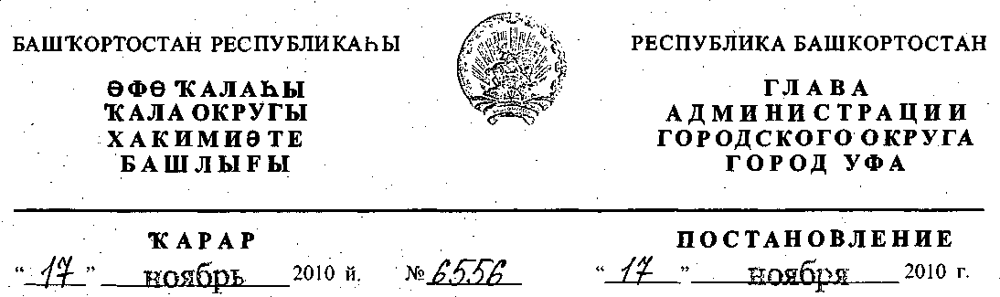 БАШҠОРТОСТАН РЕСПУБЛИКАҺЫ
ӨФӨ ҠАЛАҺЫ
ҠАЛА ОКРУГЫ
ХАКИМИӘТЕ
БАШЛЫҒЫ
РЕСПУБЛИКА БАШКОРТОСТАН
ГЛАВА
АДМИНИСТРАЦИИ
ГОРОДСКОГО ОКРУГА
ГОРОД УФА
ҠАРАР
ПОСТАНОВЛЕНИЕ
“ 17 ” ноябрь 2010 й. № 6556 “ 17 ” ноября 2010 г.